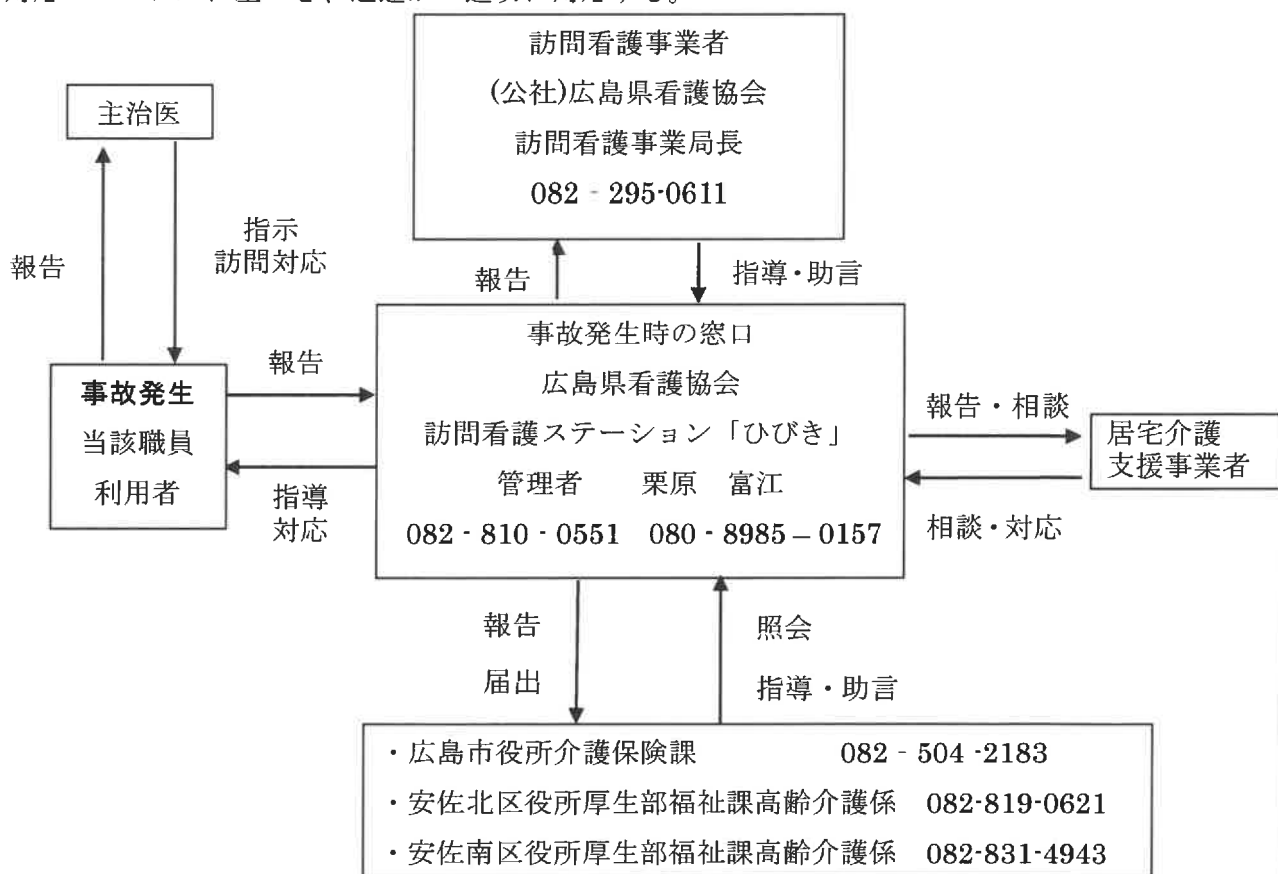 訪問看護事業者
(公社)広島県看護協会
訪問看護事業局長
082 - 295-0611
主治医
報告
指示
訪問対応
報告
指導・助言
事故発生
当該職員
利用者
報告
指導
対応
事故発生時の窓口
広島県看護協会
訪問看護ステーション「ひびき」
管理者 栗原 富江
082 - 810 - 0551 080 - 8985 – 0157
報告・相談
相談・対応
居宅介護
支援事業者
報告
届出
照会
指導・助言
・広島市役所介護保険課 082 - 504 -2183
・安佐北区役所厚生部福祉課高齢介護係 082-819-0621
・安佐南区役所厚生部福祉課高齢介護係 082-831-4943